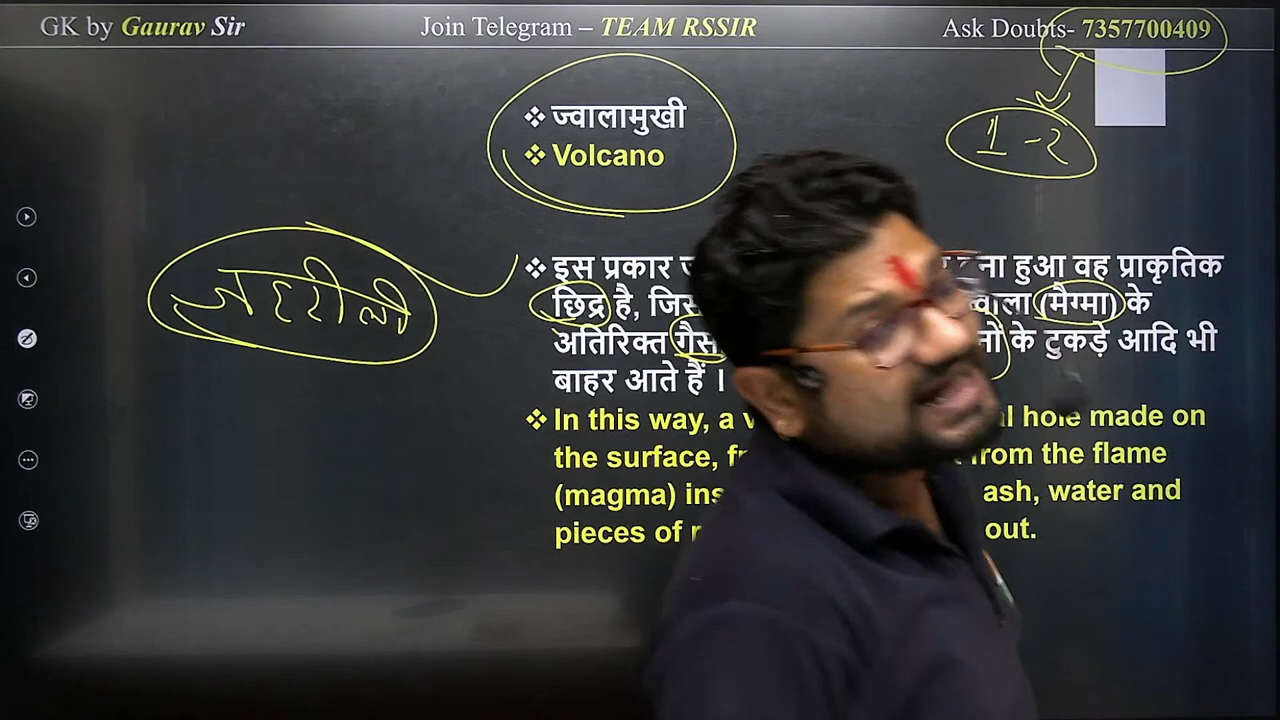 GK by Gaurav Sir
Join Telegram – TEAM RSSIR
Ask Doubts- 7357700409
❖ ज्वालामुखी
1-2
❖ Volcano
❖ इस प्रकार हुआ वह प्राकृतिक
जहरीली
छिद्र है, (मैग्मा) के
अतिरिक्त गैस के टुकड़े आदि भी
बाहर आते हैं ।
❖ In this way, a hole made on
the surface, from the flame
(magma) ash, water and
pieces of out.